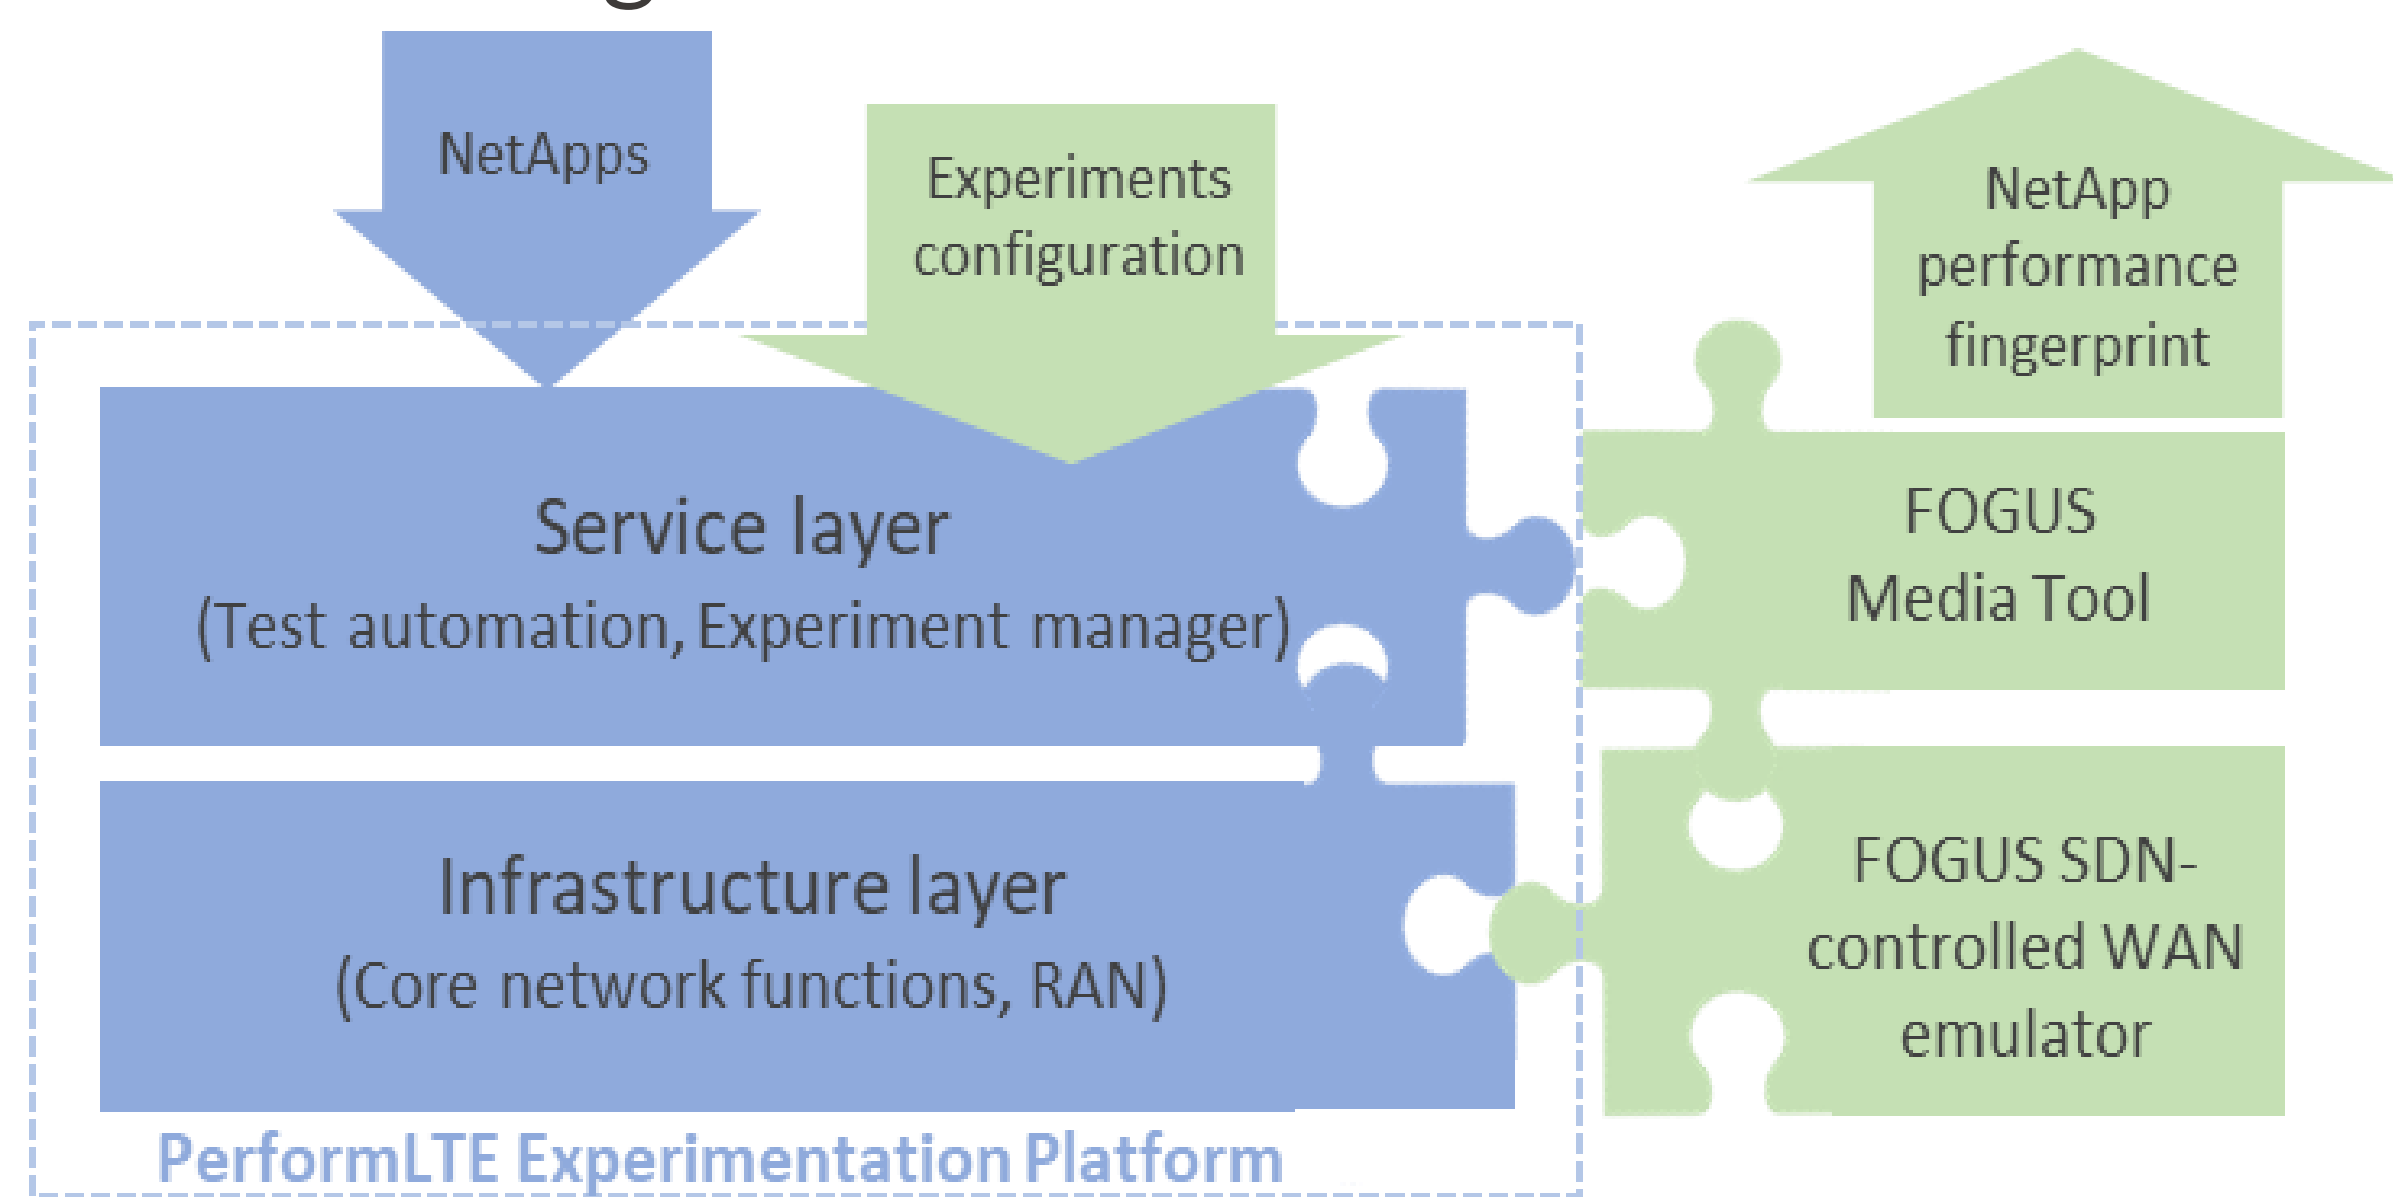 NetApps
Experiments
configuration
NetApp
performance
fingerprint
Service layer
(Test automation, Experiment manager)
FOGUS
Media Tool
Infrastructure layer
(Core network functions, RAN)
FOGUS SDN-
controlled WAN
emulator
PerformLTE Experimentation Platform